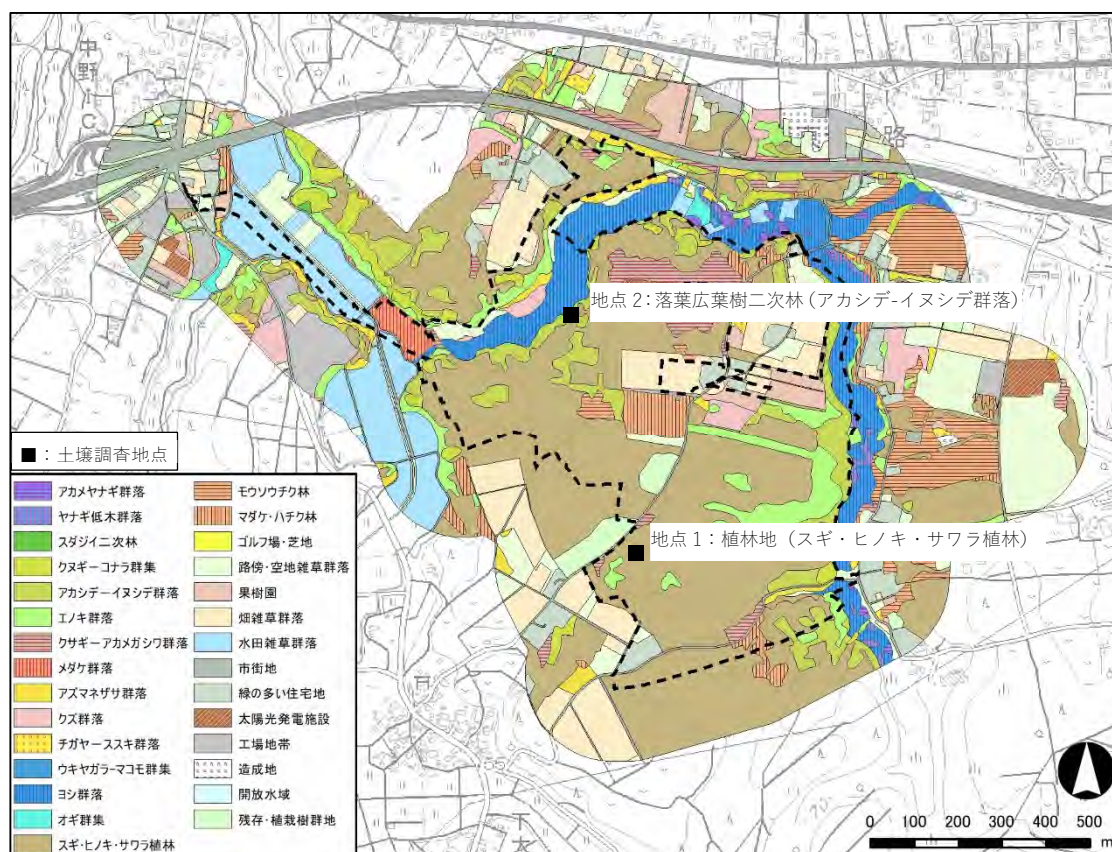 中野IC
路
地点2:落葉広葉樹二次林(アカシデ-イヌシデ群落)
■:土壌調査地点
地点1:植林地(スギ・ヒノキ・サワラ植林)
アカメヤナギ群落
ヤナギ低木群落
スダジイ二次林
クヌギーコナラ群集
アカシデーイヌシデ群落
エノキ群落
クサギーアカメガシワ群落
メダケ群落
アズマネザサ群落
クズ群落
チガヤーススキ群落
ウキヤガラーマコモ群集
ヨシ群落
オギ群集
スギ・ヒノキ・サワラ植林
モウソウチク林
マダケ・ハチク林
ゴルフ場・芝地
路傍・空地雑草群落
果樹園
畑雑草群落
水田雑草群落
市街地
緑の多い住宅地
太陽光発電施設
工場地帯
造成地
開放水域
残存・植栽樹群地
下
0 100 200 300 400 500
m